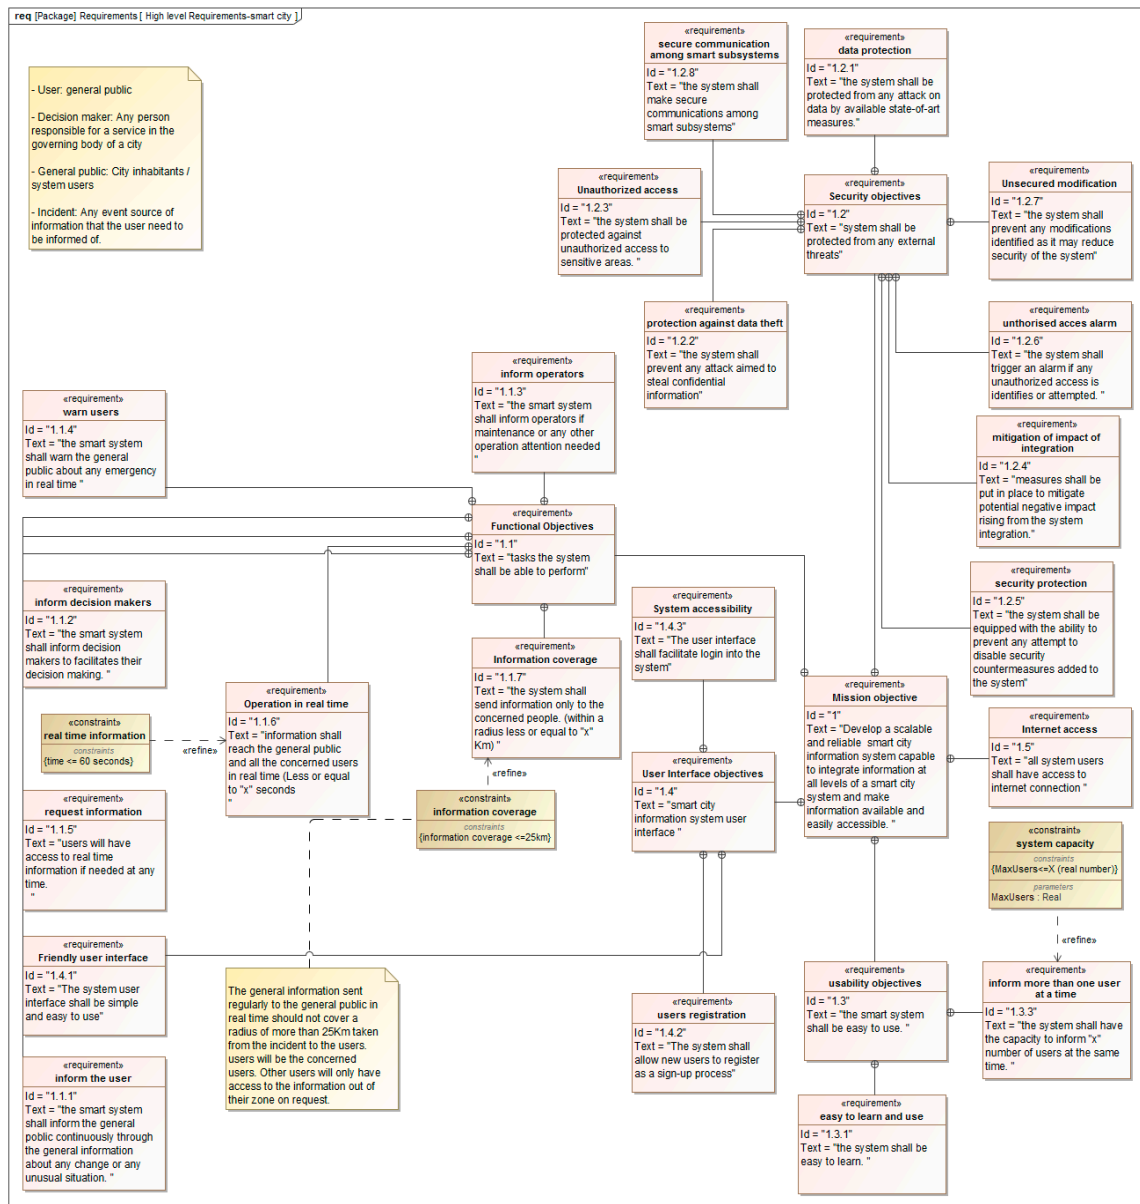 req [Package] Requirements [ High level Requirements-smart city ]
- User: general public
- Decision maker: Any person
responsible for a service in the
governing body of a city
- General public: City inhabitants /
system users
- Incident: Any event source of
information that the user need to
be informed of.
«requirement»
secure communication
among smart subsystems
Id = "1.2.8"
Text = "the system shall
make secure
communications among
smart subsystems"
«requirement»
data protection
Id = "1.2.1"
Text = "the system shall be
protected from any attack on
data by available state-of-art
measures."
«requirement»
Unauthorized access
Id = "1.2.3"
Text = "the system shall be
protected against
unauthorized access to
sensitive areas. "
«requirement»
Security objectives
Id = "1.2"
Text = "system shall be
protected from any external
threats"
«requirement»
Unsecured modification
Id = "1.2.7"
Text = "the system shall
prevent any modifications
identified as it may reduce
security of the system"
«requirement»
protection against data theft
Id = "1.2.2"
Text = "the system shall
prevent any attack aimed to
steal confidential
information"
«requirement»
unthorised acces alarm
Id = "1.2.6"
Text = "the system shall
trigger an alarm if any
unauthorized access is
identifies or attempted. "
«requirement»
inform operators
Id = "1.1.3"
Text = "the smart system
shall inform operators if
maintenance or any other
operation attention needed
"
«requirement»
warn users
Id = "1.1.4"
Text = "the smart system
shall warn the general
public about any emergency
in real time "
«requirement»
mitigation of impact of
integration
Id = "1.2.4"
Text = "measures shall be
put in place to mitigate
potential negative impact
rising from the system
integration."
«requirement»
Functional Objectives
Id = "1.1"
Text = "tasks the system
shall be able to perform"
«requirement»
security protection
Id = "1.2.5"
Text = "the system shall be
equipped with the ability to
prevent any attempt to
disable security
countermeasures added to
the system"
«requirement»
inform decision makers
Id = "1.1.2"
Text = "the smart system
shall inform decision
makers to facilitates their
decision making. "
«requirement»
System accessibility
Id = "1.4.3"
Text = "The user interface
shall facilitate login into the
system"
«requirement»
Information coverage
Id = "1.1.7"
Text = "the system shall
send information only to the
concerned people. (within a
radius less or equal to "x"
Km) "
«requirement»
Operation in real time
Id = "1.1.6"
Text = "information shall
reach the general public
and all the concerned users
in real time (Less or equal
to "x" seconds
"
«requirement»
Mission objective
Id = "1"
Text = "Develop a scalable
and reliable smart city
information system capable
to integrate information at
all levels of a smart city
system and make
information available and
easily accessible. "
«requirement»
Internet access
Id = "1.5"
Text = "all system users
shall have access to
internet connection "
«constraint»
real time information
constraints
{time <= 60 seconds}
«refine»
«requirement»
User Interface objectives
Id = "1.4"
Text = "smart city
information system user
interface "
«refine»
«constraint»
information coverage
constraints
{information coverage <=25km}
«requirement»
request information
Id = "1.1.5"
Text = "users will have
access to real time
information if needed at any
time.
"
«constraint»
system capacity
constraints
{MaxUsers<=X (real number)}
parameters
MaxUsers : Real
«refine»
«requirement»
Friendly user interface
Id = "1.4.1"
Text = "The system user
interface shall be simple
and easy to use"
The general information sent
regularly to the general public in
real time should not cover a
radius of more than 25Km taken
from the incident to the users.
users will be the concerned
users. Other users will only have
access to the information out of
their zone on request.
«requirement»
users registration
Id = "1.4.2"
Text = "The system shall
allow new users to register
as a sign-up process"
«requirement»
usability objectives
Id = "1.3"
Text = "the smart system
shall be easy to use. "
«requirement»
inform more than one user
at a time
Id = "1.3.3"
Text = "the system shall have
the capacity to inform "x"
number of users at the same
time. "
«requirement»
inform the user
Id = "1.1.1"
Text = "the smart system
shall inform the general
public continuously through
the general information
about any change or any
unusual situation. "
«requirement»
easy to learn and use
Id = "1.3.1"
Text = "the system shall be
easy to learn. "